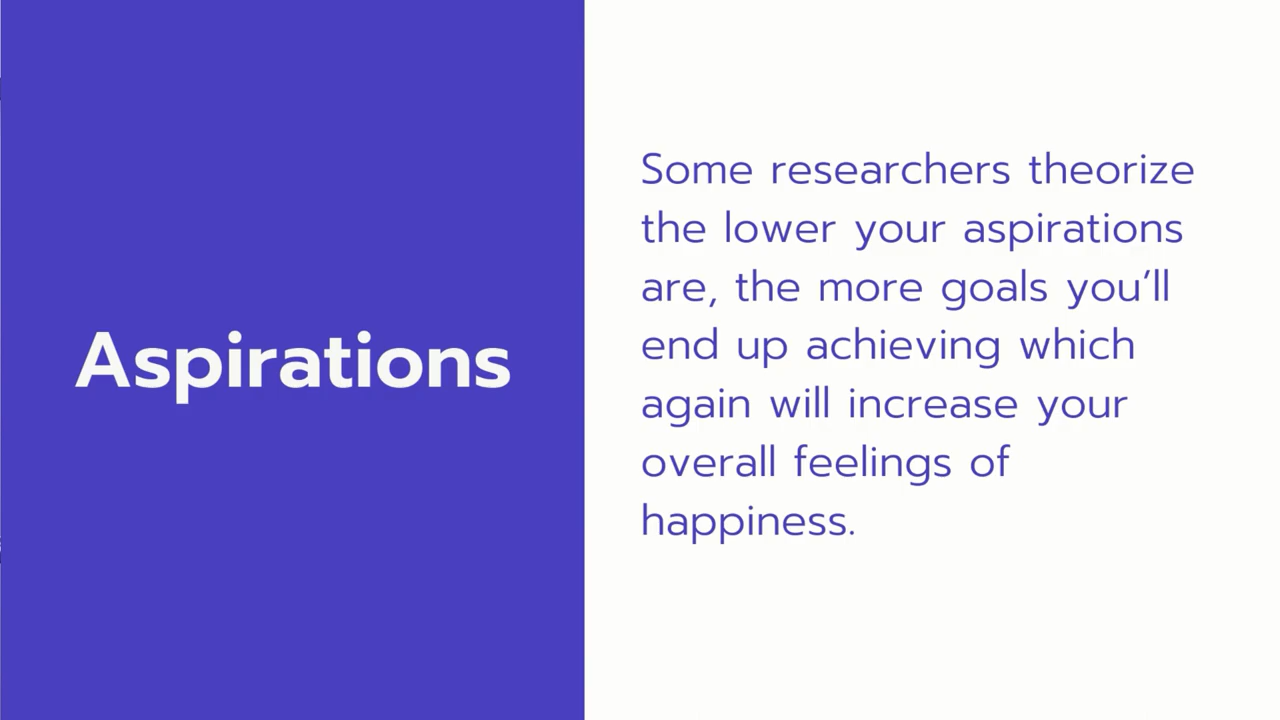 Aspirations
Some researchers theorize
the lower your aspirations
are, the more goals you’ll
end up achieving which
again will increase your
overall feelings of
happiness.